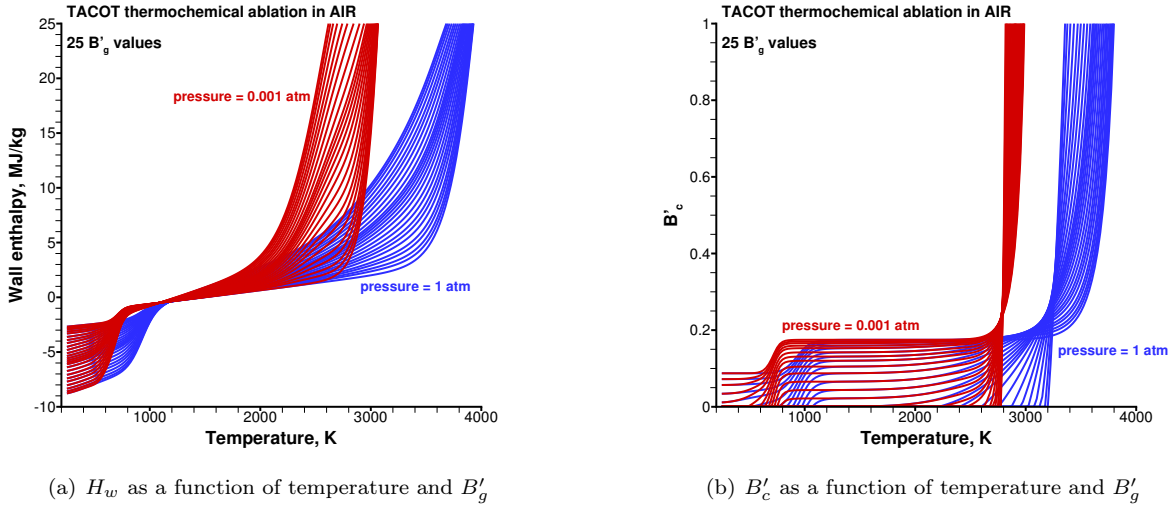 TACOT thermochemical ablation in AIR
25 B'g values
pressure = 0.001 atm
pressure = 1 atm
Wall enthalpy, MJ/kg
25
20
15
10
5
0
-5
-10
1000
2000
3000
4000
Temperature, K
(a) Hw as a function of temperature and B′g
TACOT thermochemical ablation in AIR
25 B'g values
pressure = 0.001 atm
pressure = 1 atm
B'c
1
0.8
0.6
0.4
0.2
0
1000
2000
3000
4000
Temperature, K
(b) B′c as a function of temperature and B′g